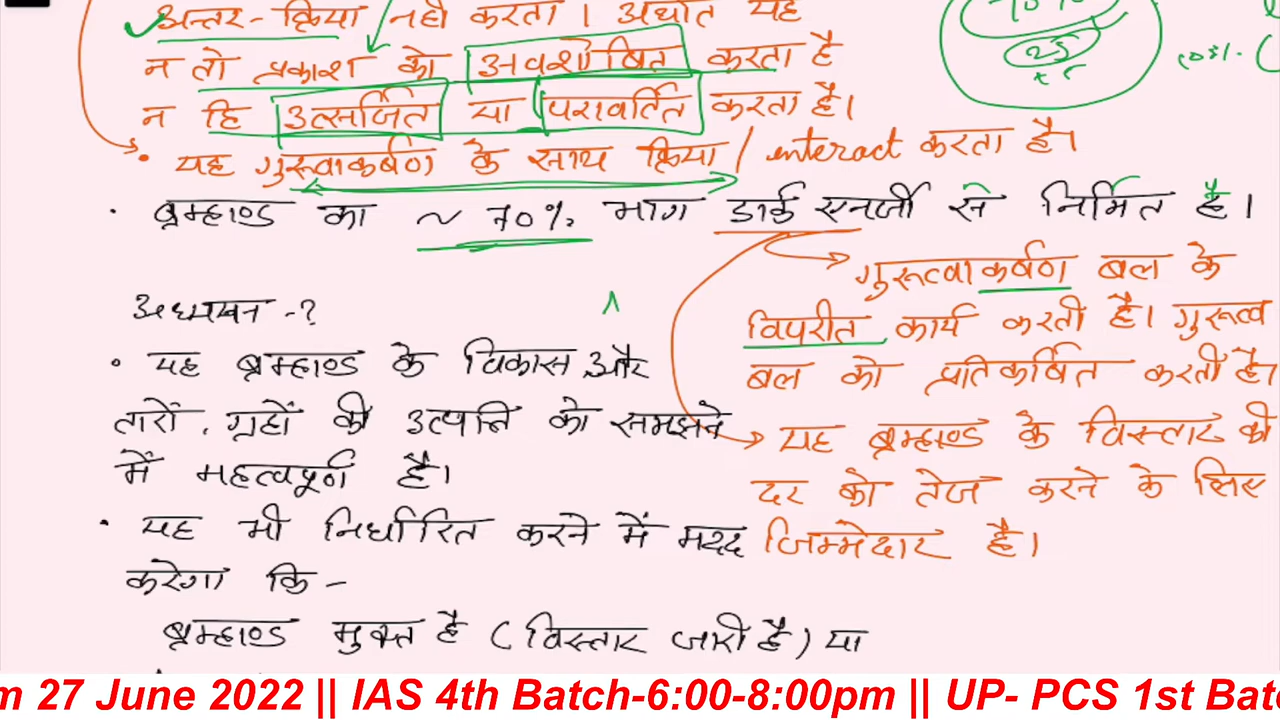 अन्तर-क्रिया नहीं करता। अर्थात यह
न तो प्रकाश को अवशोषित करता है
न हि उत्सर्जित या परावर्तित करता है।
• यह गुरूत्वाकर्षण के साथ क्रिया / interact करता है।
• ब्रम्हाण्ड का ~ 70% भाग डार्क एनर्जी से निर्मित है।
गुरूत्वाकर्षण बल के
विपरीत कार्य करती है। गुरूत्व
बल को प्रतिकर्षित करती है।
यह ब्रम्हाण्ड के विस्तार की
दर को तेज करने के लिए
जिम्मेदार है।
अध्ययन -?
• यह ब्रम्हाण्ड के विकास और
तारों, ग्रहों की उत्पत्ति को समझने
में महत्वपूर्ण है।
• यह भी निर्धारित करने में मदद
करेगा कि -
ब्रम्हाण्ड मुक्त है (विस्तार जारी है) या
m 27 June 2022 || IAS 4th Batch-6:00-8:00pm || UP- PCS 1st Batc